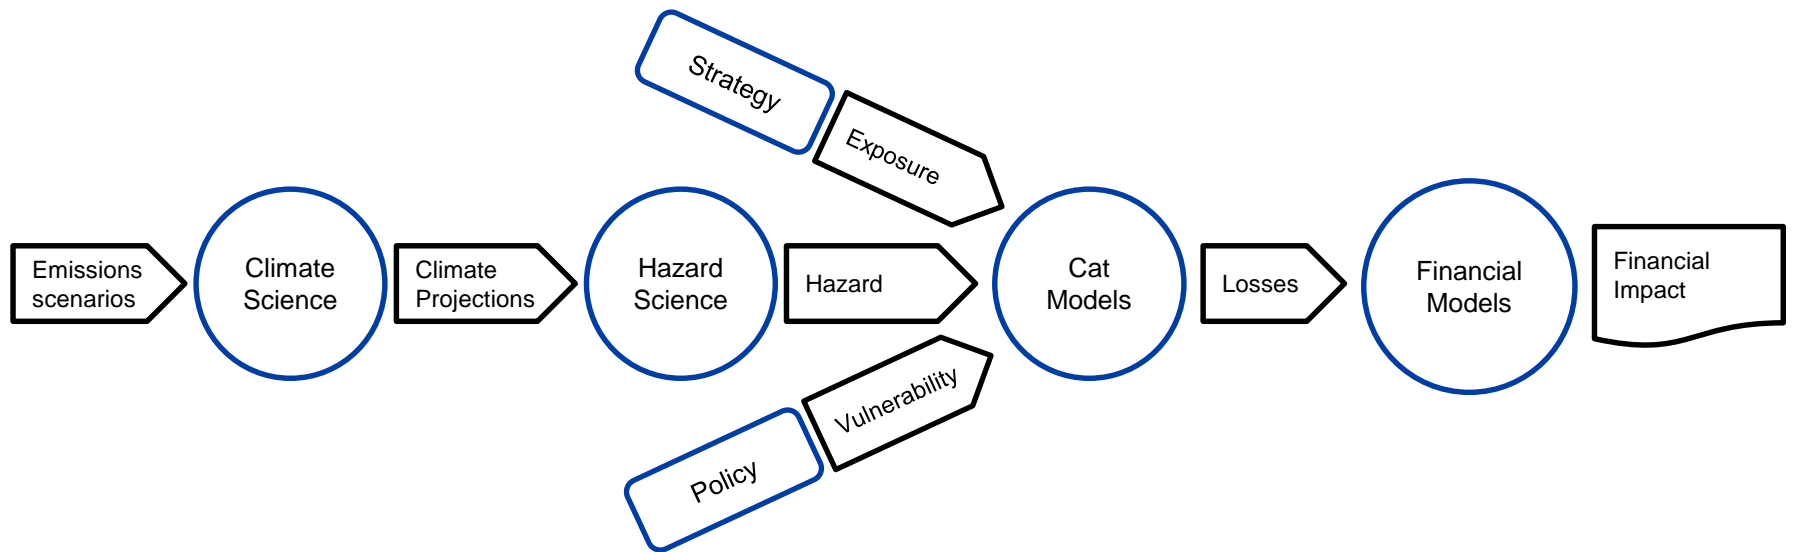 Strategy
Exposure
Emissions
scenarios
Climate
Science
Climate
Projections
Hazard
Science
Hazard
Cat
Models
Losses
Financial
Models
Financial
Impact
Vulnerability
Policy